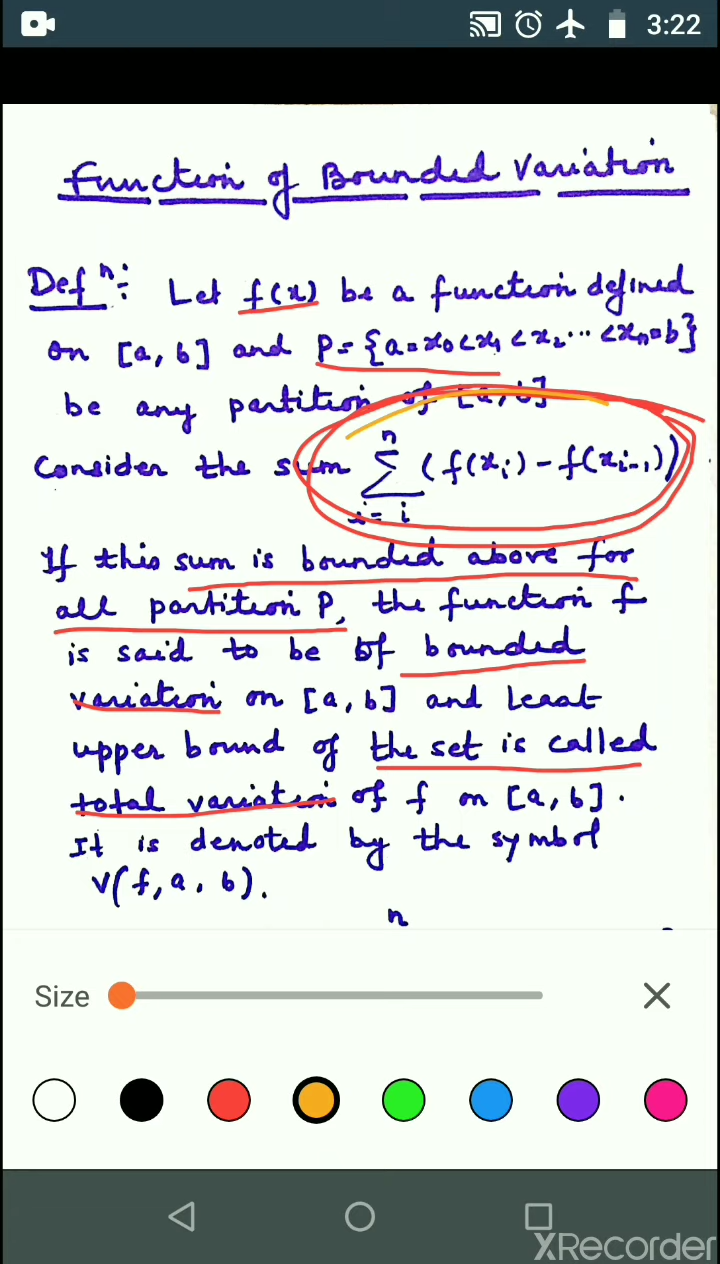 3:22
Function of Bounded Variation
Defⁿ: Let f(x) be a function defined
on [a, b] and P = {a = x₀ < x₁ < x₂ ... < xₙ = b}
be any partition of [a, b]
Consider the sum n Σ i = i (f(xᵢ) - f(xᵢ₋₁))
If this sum is bounded above for
all partition P, the function f
is said to be of bounded
variation on [a, b] and least
upper bound of the set is called
total variation of f on [a, b].
It is denoted by the symbol
V(f, a, b).
n
Size
XRecorder